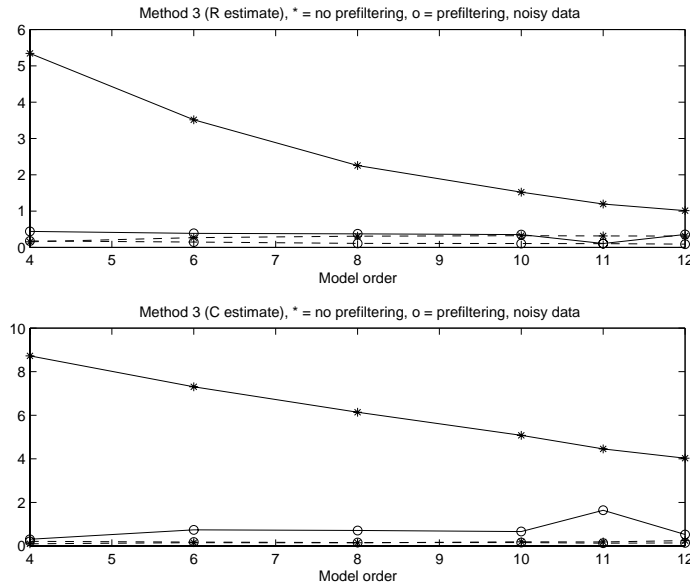 Method 3 (R estimate), * = no prefiltering, o = prefiltering, noisy data
6
5
4
3
2
1
0
4 5 6 7 8 9 10 11 12
Model order
Method 3 (C estimate), * = no prefiltering, o = prefiltering, noisy data
10
8
6
4
2
0
4 5 6 7 8 9 10 11 12
Model order